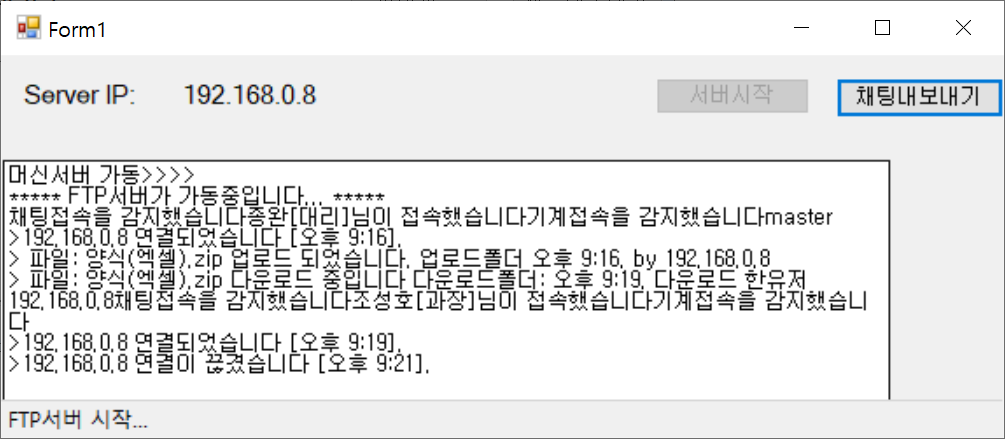 Form1
Server IP: 192.168.0.8 서버시작 채팅내보내기
머신서버 가동>>>>
***** FTP서버가 가동중입니다... *****
채팅접속을 감지했습니다종완[대리]님이 접속했습니다기계접속을 감지했습니다master
>192.168.0.8 연결되었습니다 [오후 9:16].
> 파일: 양식(엑셀).zip 업로드 되었습니다. 업로드폴더 오후 9:16, by 192.168.0.8
> 파일: 양식(엑셀).zip 다운로드 중입니다 다운로드폴더: 오후 9:19, 다운로드 한유저
192.168.0.8채팅접속을 감지했습니다조성호[과장]님이 접속했습니다기계접속을 감지했습니
다
>192.168.0.8 연결되었습니다 [오후 9:19].
>192.168.0.8 연결이 끊겼습니다 [오후 9:21].
FTP서버 시작...